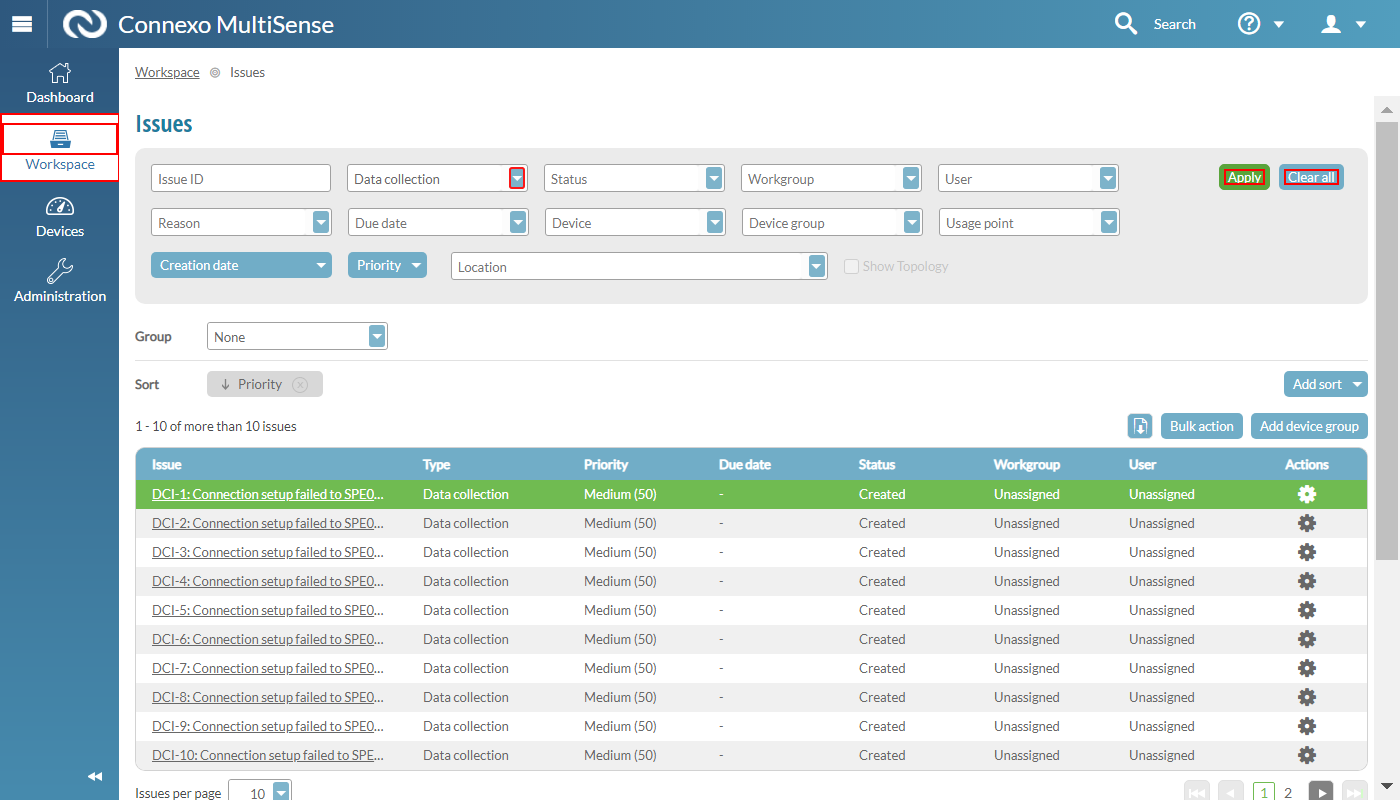 Connexo MultiSense
Search
Dashboard
Workspace
Devices
Administration
Workspace Issues
Issues
Issue ID Data collection Status Workgroup User Apply Clear all
Reason Due date Device Device group Usage point
Creation date Priority Location Show Topology
Group None
Sort Priority Add sort
1 - 10 of more than 10 issues Bulk action Add device group
Issue Type Priority Due date Status Workgroup User Actions
DCI-1: Connection setup failed to SPE0... Data collection Medium (50) - Created Unassigned Unassigned
DCI-2: Connection setup failed to SPE0... Data collection Medium (50) - Created Unassigned Unassigned
DCI-3: Connection setup failed to SPE0... Data collection Medium (50) - Created Unassigned Unassigned
DCI-4: Connection setup failed to SPE0... Data collection Medium (50) - Created Unassigned Unassigned
DCI-5: Connection setup failed to SPE0... Data collection Medium (50) - Created Unassigned Unassigned
DCI-6: Connection setup failed to SPE0... Data collection Medium (50) - Created Unassigned Unassigned
DCI-7: Connection setup failed to SPE0... Data collection Medium (50) - Created Unassigned Unassigned
DCI-8: Connection setup failed to SPE0... Data collection Medium (50) - Created Unassigned Unassigned
DCI-9: Connection setup failed to SPE0... Data collection Medium (50) - Created Unassigned Unassigned
DCI-10: Connection setup failed to SPE... Data collection Medium (50) - Created Unassigned Unassigned
Issues per page 10 1 2